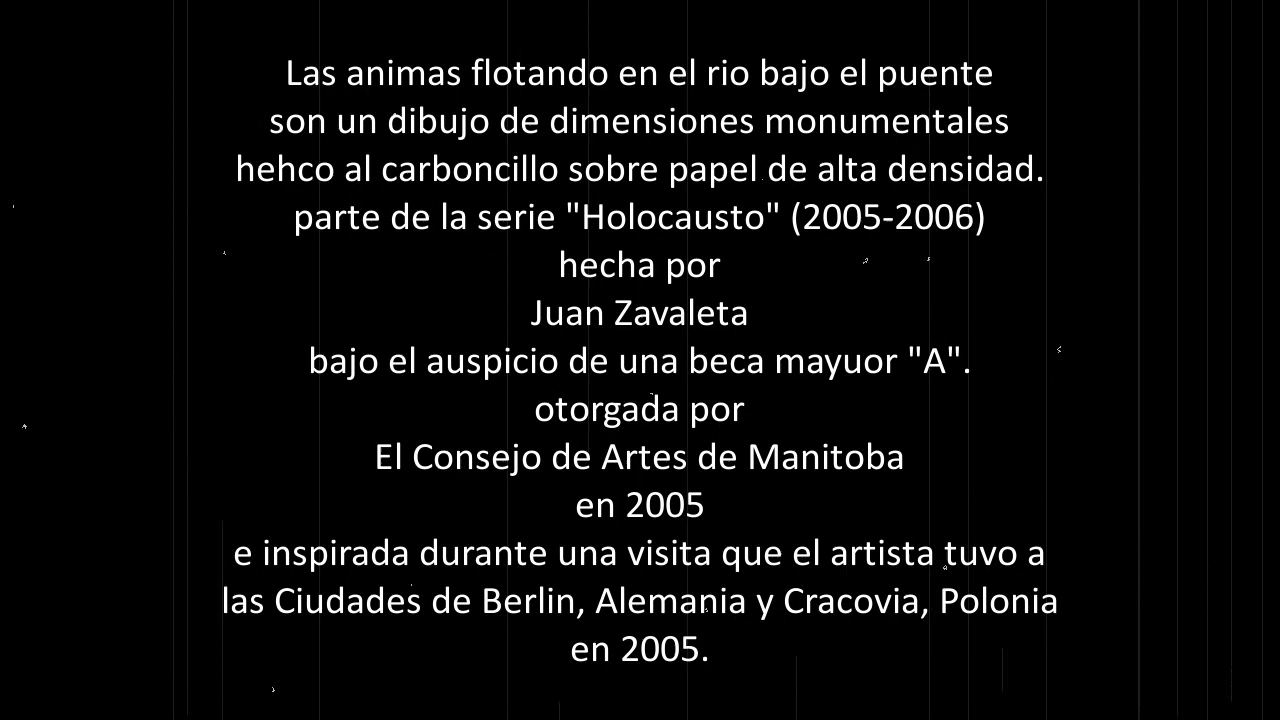 Las animas flotando en el rio bajo el puente
son un dibujo de dimensiones monumentales
hehco al carboncillo sobre papel de alta densidad.
parte de la serie "Holocausto" (2005-2006)
hecha por
Juan Zavaleta
bajo el auspicio de una beca mayuor "A".
otorgada por
El Consejo de Artes de Manitoba
en 2005
e inspirada durante una visita que el artista tuvo a
las Ciudades de Berlin, Alemania y Cracovia, Polonia
en 2005.